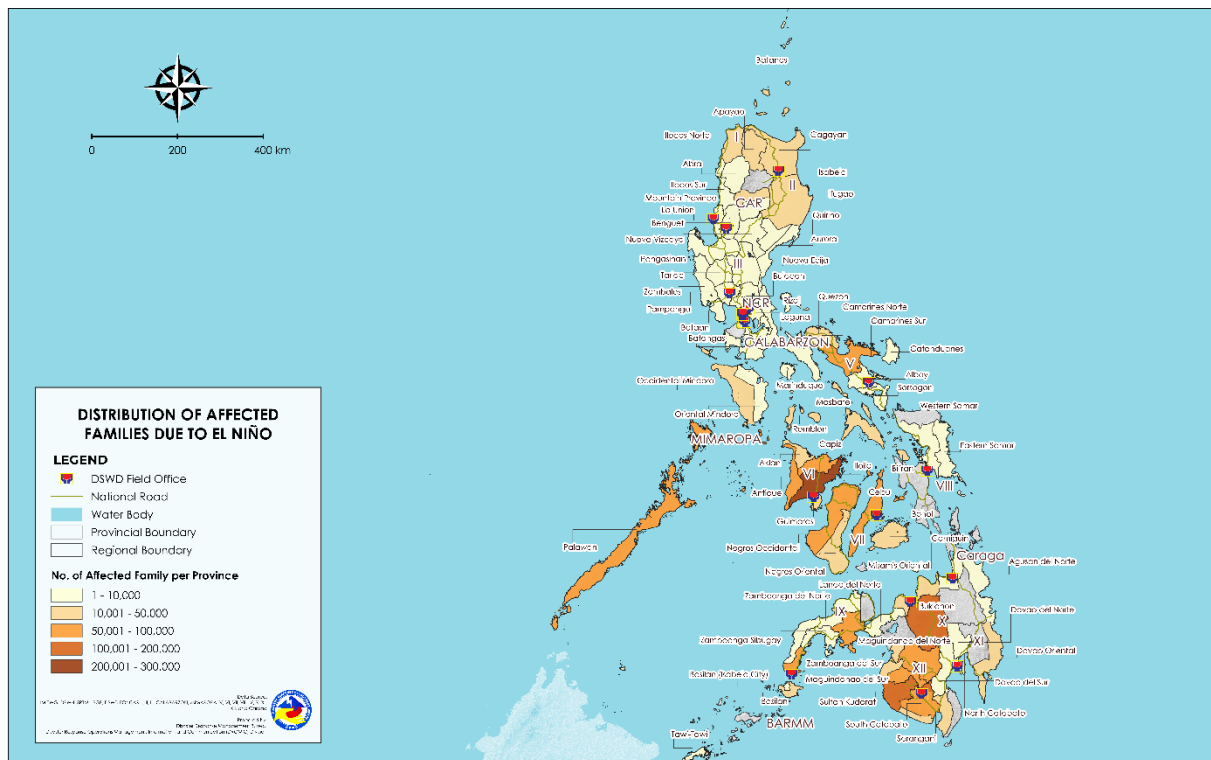 Batanes
Apayao
Ilocos Norte
I
Cagayan
Abra
Isabela
Ilocos Sur
II
Mountain Province
Ifugao
La Union
CAR
Benguet
Quirino
Nueva Vizcaya
Aurora
Pangasinan
III
Nueva Ecija
Tarlac
Bulacan
Zambales
Pampanga
NCR
Rizal
Quezon
Camarines Norte
Bataan
Laguna
Camarines Sur
Batangas
CALABARZON
Catanduanes
V
Albay
Occidental Mindoro
Marinduque
Sorsogon
Masbate
Western Samar
Oriental Mindoro
Romblon
MIMAROPA
Capiz
Eastern Samar
Aklan
VI
Iloilo
Biliran
VIII
Antique
Cebu
Guimaras
Bohol
Palawan
Negros Occidental
VII
Camiguin
Caraga
Negros Oriental
Misamis Oriental
Agusan del Norte
Lanao del Norte
Zamboanga del Norte
IX
Bukidnon
Davao del Norte
X
Zamboanga Sibugay
Maguindanao del Norte
XI
Davao Oriental
Zamboanga del Sur
XII
Basilan (Isabela City)
Maguindanao del Sur
Davao del Sur
Basilan
Sultan Kudarat
North Cotabato
BARMM
South Cotabato
Tawi-Tawi
Sarangani
0 200 400 km
DISTRIBUTION OF AFFECTED
FAMILIES DUE TO EL NIÑO
LEGEND
DSWD Field Office
National Road
Water Body
Provincial Boundary
Regional Boundary
No. of Affected Family per Province
1 - 10,000
10,001 - 50,000
50,001 - 100,000
100,001 - 200,000
200,001 - 300,000